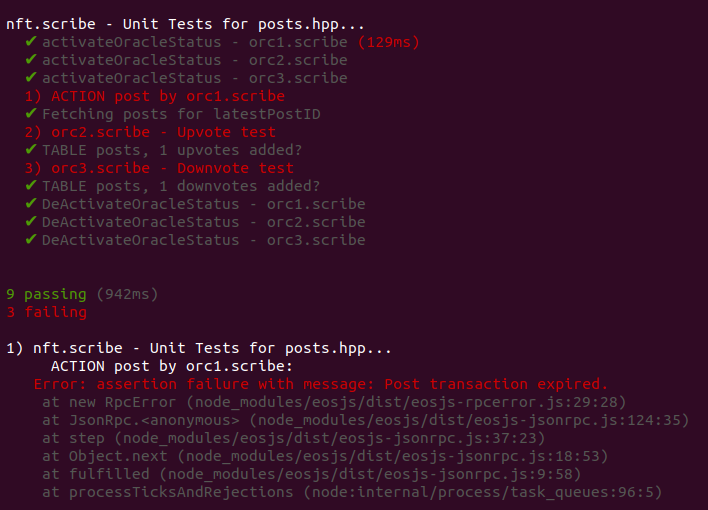 nft.scribe - Unit Tests for posts.hpp...
✔ activateOracleStatus - orc1.scribe (129ms)
✔ activateOracleStatus - orc2.scribe
✔ activateOracleStatus - orc3.scribe
1) ACTION post by orc1.scribe
✔ Fetching posts for latestPostID
2) orc2.scribe - Upvote test
✔ TABLE posts, 1 upvotes added?
3) orc3.scribe - Downvote test
✔ TABLE posts, 1 downvotes added?
✔ DeActivateOracleStatus - orc1.scribe
✔ DeActivateOracleStatus - orc2.scribe
✔ DeActivateOracleStatus - orc3.scribe
9 passing (942ms)
3 failing
1) nft.scribe - Unit Tests for posts.hpp...
ACTION post by orc1.scribe:
Error: assertion failure with message: Post transaction expired.
at new RpcError (node_modules/eosjs/dist/eosjs-rpcerror.js:29:28)
at JsonRpc.<anonymous> (node_modules/eosjs/dist/eosjs-jsonrpc.js:124:35)
at step (node_modules/eosjs/dist/eosjs-jsonrpc.js:37:23)
at Object.next (node_modules/eosjs/dist/eosjs-jsonrpc.js:18:53)
at fulfilled (node_modules/eosjs/dist/eosjs-jsonrpc.js:9:58)
at processTicksAndRejections (node:internal/process/task_queues:96:5)